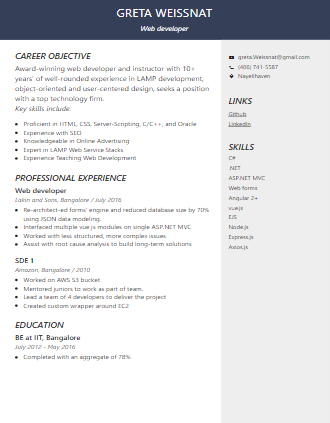 GRETA WEISSNAT
Web developer
CAREER OBJECTIVE
Award-winning web developer and instructor with 10+
years' of well-rounded experience in LAMP development,
object-oriented and user-centered design, seeks a position
with a top technology firm.
Key skills include:
Proficient in HTML, CSS, Server-Scripting, C/C++, and Oracle
Experience with SEO
Knowledgeable in Online Advertising
Expert in LAMP Web Service Stacks
Experience Teaching Web Development
PROFESSIONAL EXPERIENCE
Web developer
Lakin and Sons, Bangalore / July 2016
Re-architect-ed forms' engine and reduced database size by 70%
using JSON data modeling.
Interfaced multiple vue.js modules on single ASP.NET MVC
Worked with less structured, more complex issues
Assist with root cause analysis to build long-term solutions
SDE 1
Amazon, Bangalore / 2010
Worked on AWS S3 bucket
Mentored juniors to work as part of team.
Lead a team of 4 developers to deliver the project
Created custom wrapper around EC2
EDUCATION
BE at IIT, Bangalore
July 2012 - May 2016
Completed with an aggregate of 78%
greta.Weissnat@gmail.com
(406) 741-5587
Nayelihaven
LINKS
Github
LinkedIn
SKILLS
C#
.NET
ASP.NET MVC
Web forms
Angular 2+
vue.js
EJS
Node.js
Express.js
Axios.js